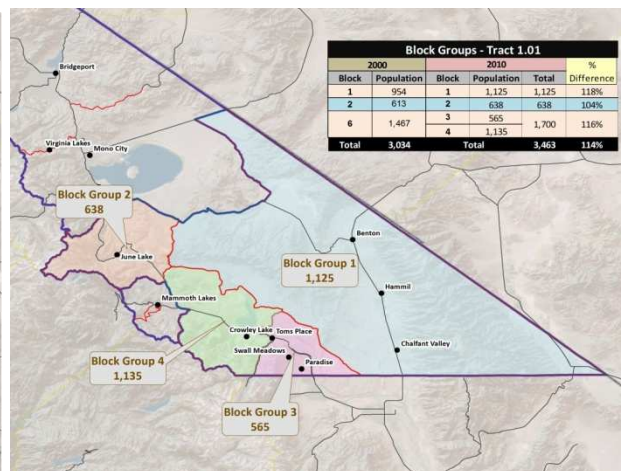 Block Groups - Tract 1.01
2000 2010 %
Block Population Block Population Total Difference
1 954 1 1,125 1,125 118%
2 613 2 638 638 104%
6 1,467 3 565 1,700 116%
4 1,135
Total 3,034 Total 3,463 114%
Bridgeport
Virginia Lakes
Mono City
Block Group 2
638
Benton
Block Group 1
1,125
June Lake
Hammil
Mammoth Lakes
Crowley Lake
Toms Place
Swall Meadows
Chalfant Valley
Paradise
Block Group 4
1,135
Block Group 3
565